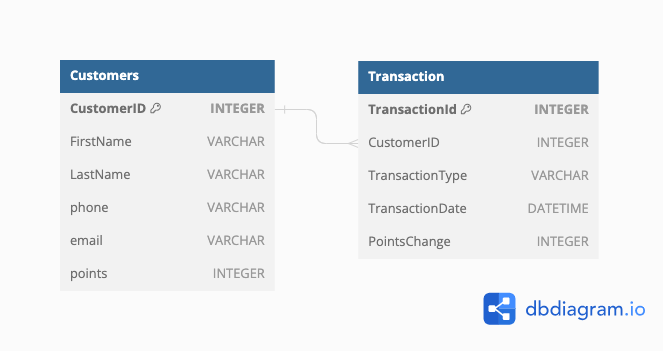 Customers
CustomerID INTEGER
FirstName VARCHAR
LastName VARCHAR
phone VARCHAR
email VARCHAR
points INTEGER
Transaction
TransactionId INTEGER
CustomerID INTEGER
TransactionType VARCHAR
TransactionDate DATETIME
PointsChange INTEGER
dbdiagram.io